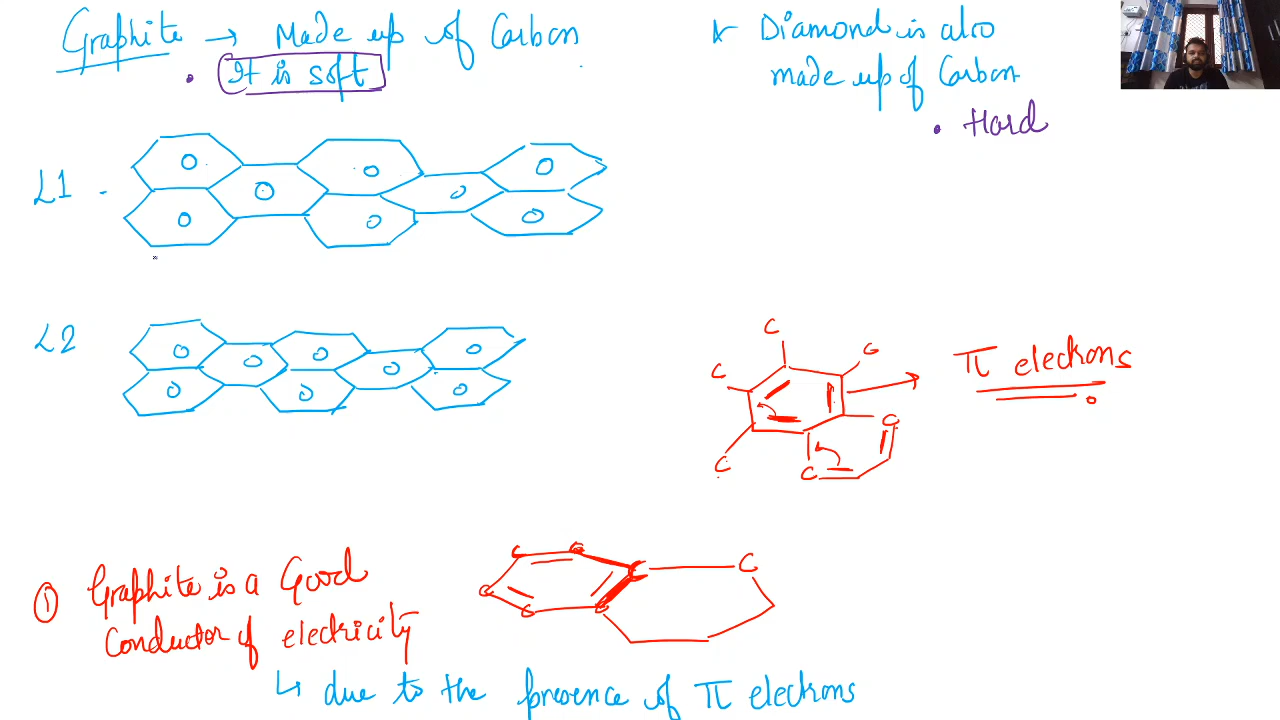 Graphite → Made up of Carbon
• It is soft
* Diamond is also
made up of Carbon
• Hard
L1 -
L2
C
C
C
C
C
C
π electrons
① Graphite is a Good
Conductor of electricity
↳ due to the presence of π electrons
C
C
C
C
C
C
C